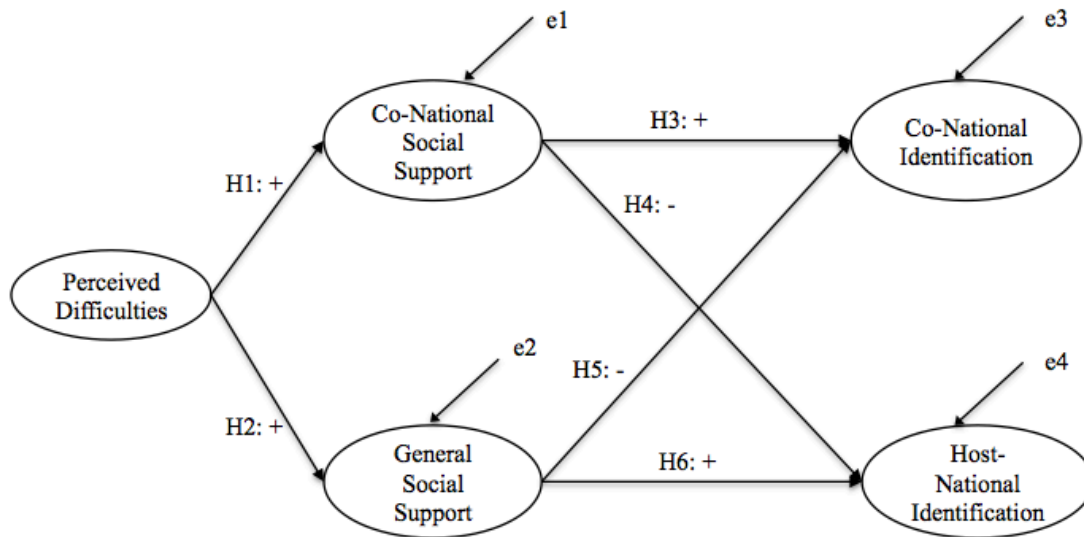 e1
e3
Co-National
Social
Support
H3: +
Co-National
Identification
H1: +
H4: -
Perceived
Difficulties
e2
H5: -
e4
H2: +
General
Social
Support
H6: +
Host-
National
Identification